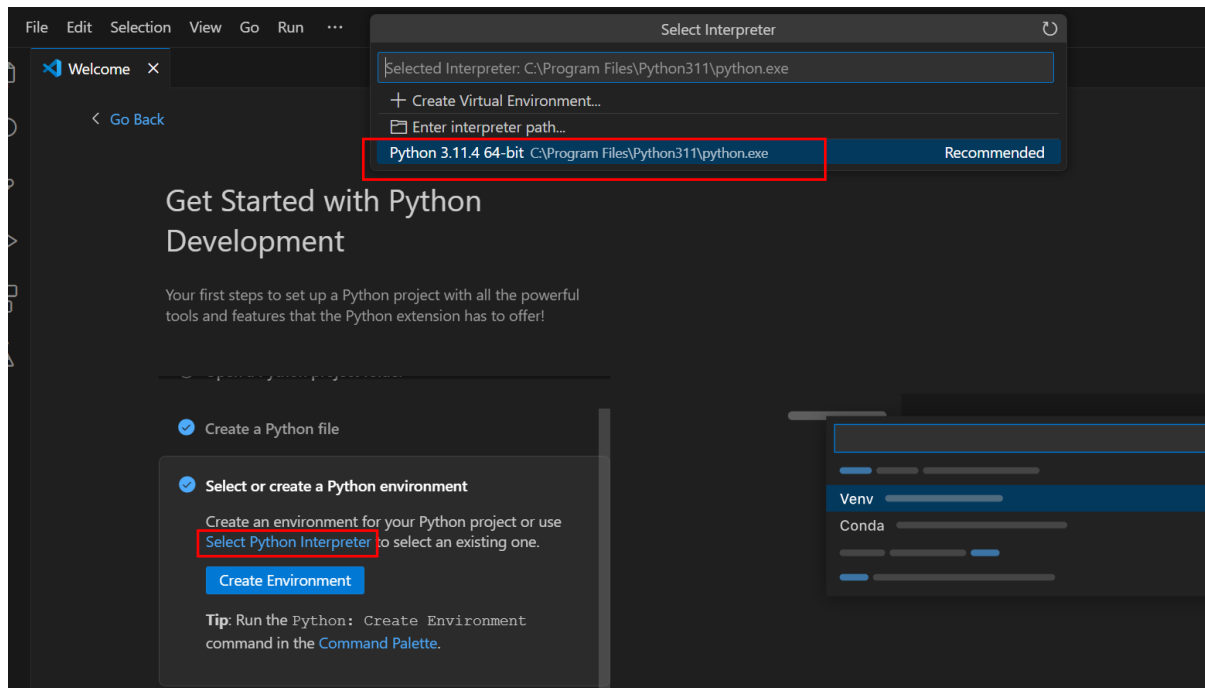 File Edit Selection View Go Run ···
Select Interpreter
Welcome
Selected Interpreter: C:\Program Files\Python311\python.exe
Create Virtual Environment...
Go Back
Enter interpreter path...
Python 3.11.4 64-bit C:\Program Files\Python311\python.exe Recommended
Get Started with Python
Development
Your first steps to set up a Python project with all the powerful
tools and features that the Python extension has to offer!
Create a Python file
Select or create a Python environment
Create an environment for your Python project or use
Select Python Interpreter to select an existing one.
Create Environment
Tip: Run the Python: Create Environment
command in the Command Palette.
Venv
Conda